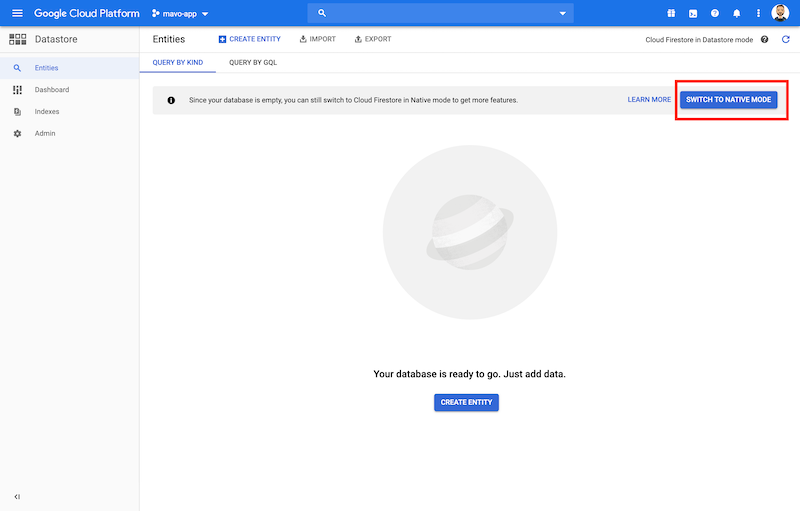 Google Cloud Platform
mavo-app
Datastore
Entities
CREATE ENTITY
IMPORT
EXPORT
Cloud Firestore in Datastore mode
Entities
Dashboard
Indexes
Admin
QUERY BY KIND
QUERY BY GQL
Since your database is empty, you can still switch to Cloud Firestore in Native mode to get more features.
LEARN MORE
SWITCH TO NATIVE MODE
Your database is ready to go. Just add data.
CREATE ENTITY